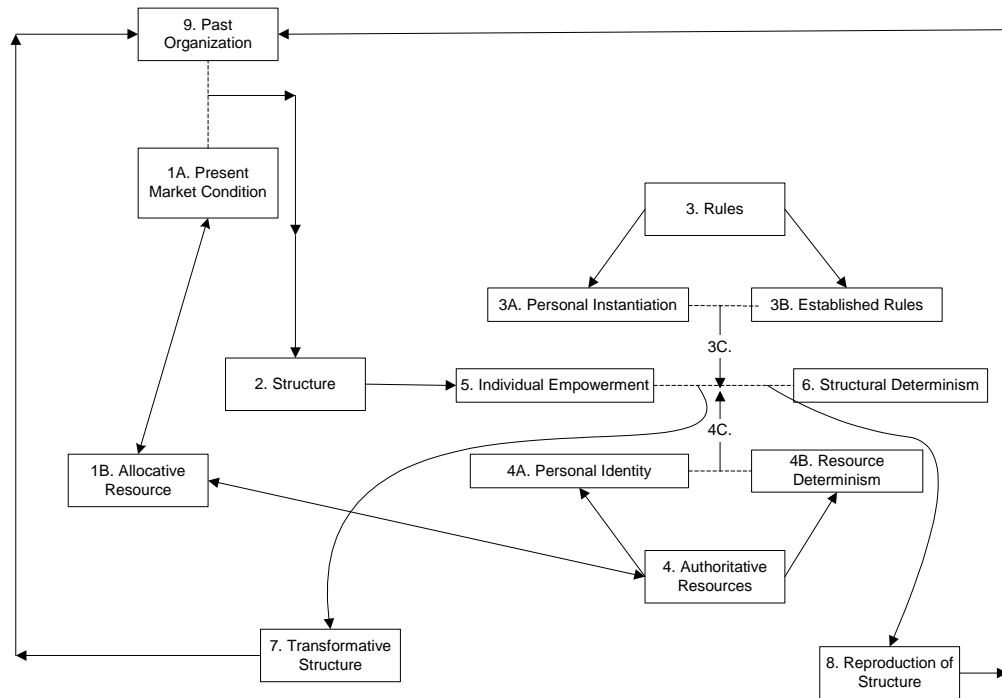 9. Past
Organization
1A. Present
Market Condition
3. Rules
3A. Personal Instantiation
3B. Established Rules
3C.
2. Structure
5. Individual Empowerment
6. Structural Determinism
4C.
1B. Allocative
Resource
4A. Personal Identity
4B. Resource
Determinism
4. Authoritative
Resources
7. Transformative
Structure
8. Reproduction of
Structure